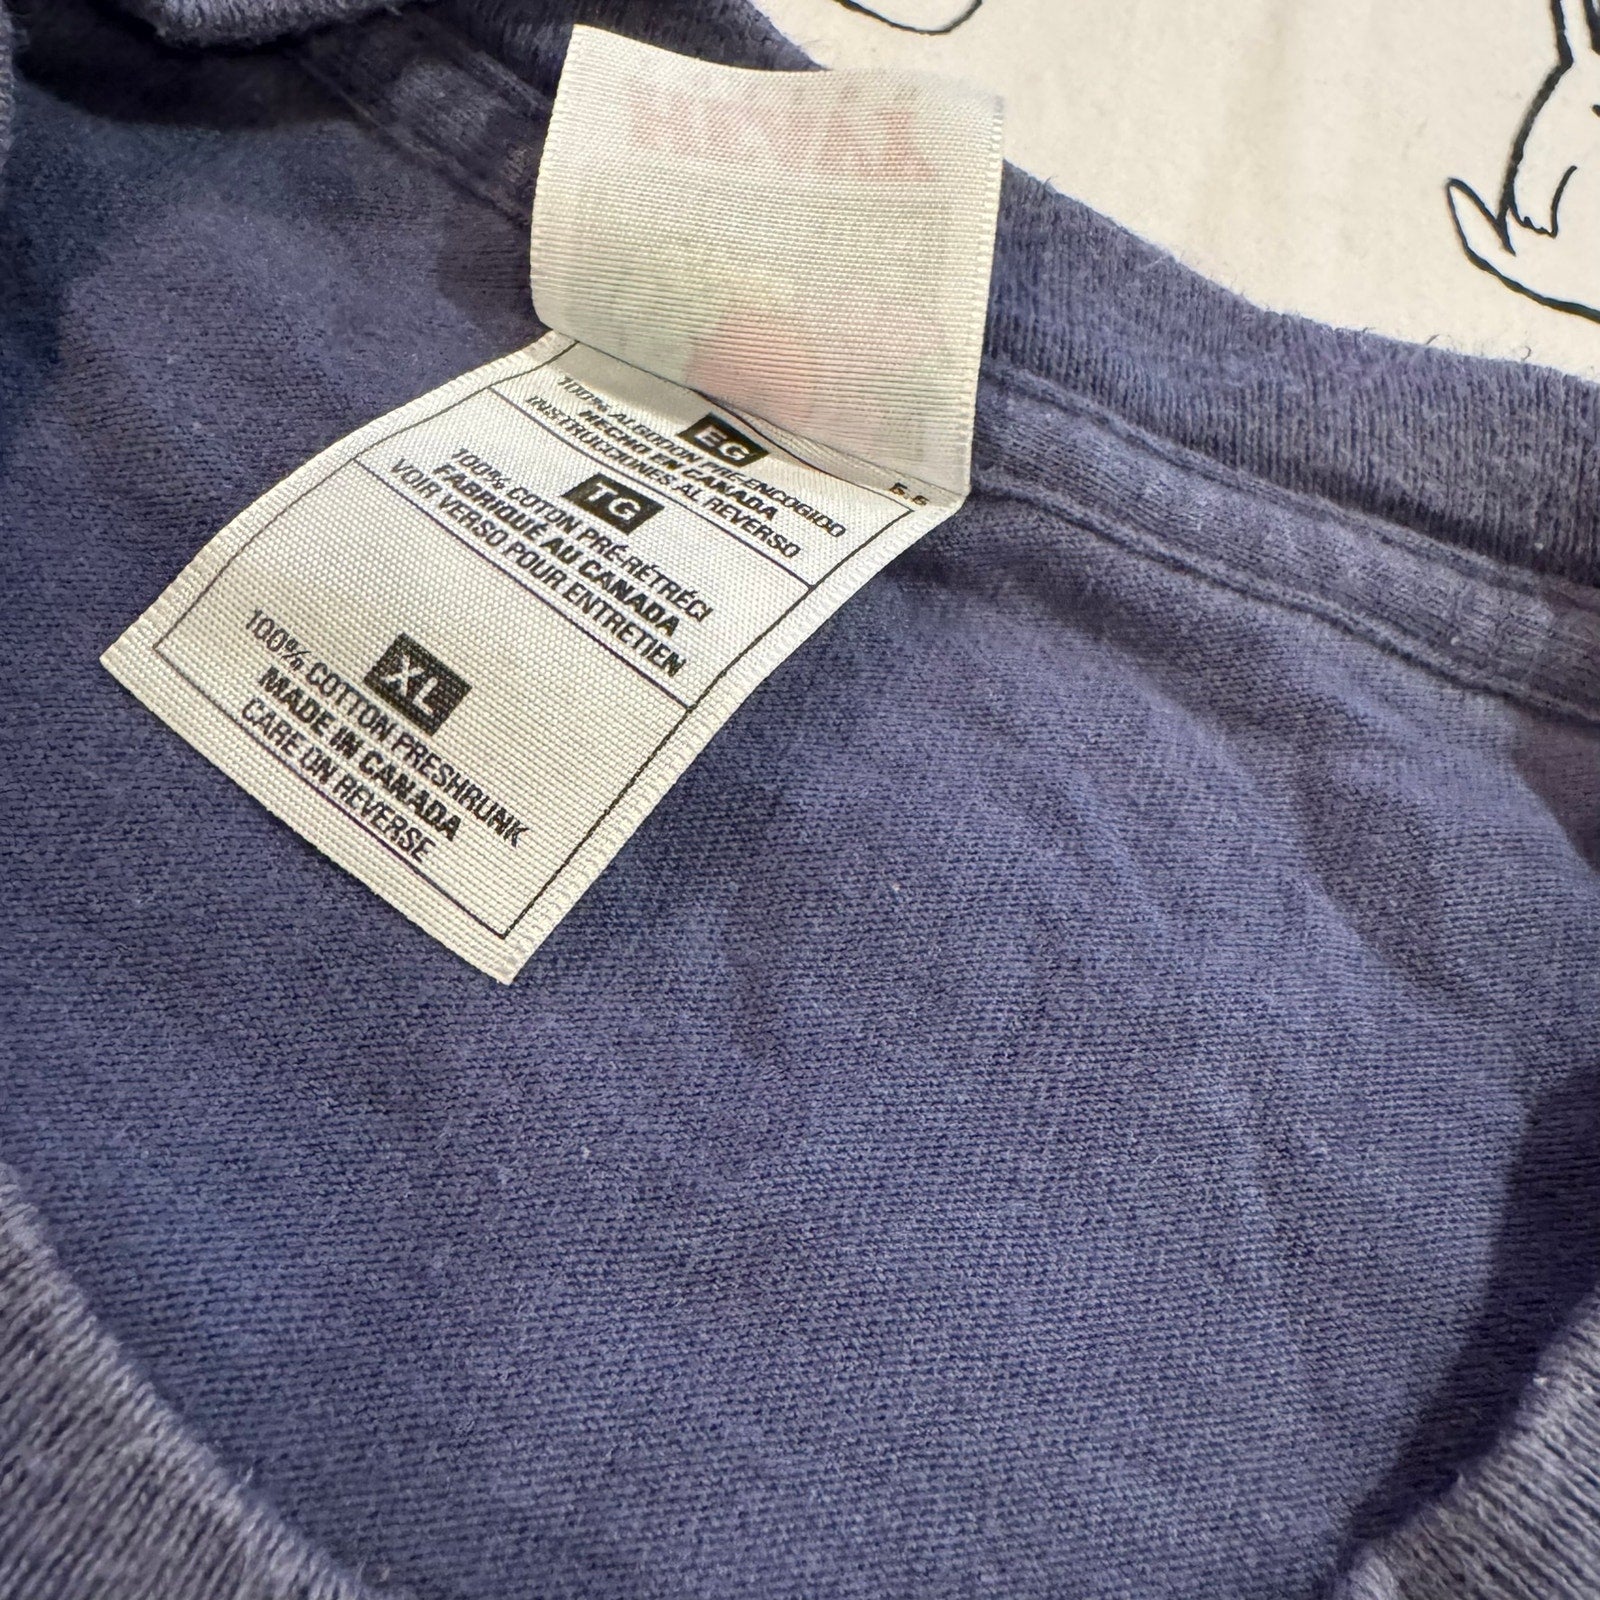 EG
100% ALGODON PRE-ENCOGIDO
HECHO EN CANADA
INSTRUCCIONES AL REVERSO
TG
100% COTON PRÉ-RÉTRÉCI
FABRIQUÉ AU CANADA
VOIR VERSO POUR ENTRETIEN
XL
100% COTTON PRESHRUNK
MADE IN CANADA
CARE ON REVERSE